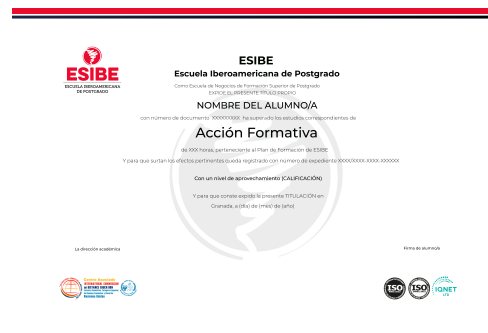 ESIBE
ESCUELA IBEROAMERICANA
DE POSTGRADO
ESIBE
Escuela Iberoamericana de Postgrado
Como Escuela de Negocios de Formación Superior de Postgrado
EXPIDE EL PRESENTE TÍTULO PROPIO
NOMBRE DEL ALUMNO/A
con número de documento XXXXXXXXX ha superado los estudios correspondientes de
Acción Formativa
de XXX horas, perteneciente al Plan de Formación de ESIBE
Y para que surtan los efectos pertinentes queda registrado con número de expediente XXXX/XXXX-XXXX-XXXXXX
Con un nivel de aprovechamiento (CALIFICACIÓN)
Y para que conste expido la presente TITULACIÓN en
Granada, a (día) de (mes) de (año)
La dirección académica
Firma de alumno/a
ISO
ISO
IQNET
LTD